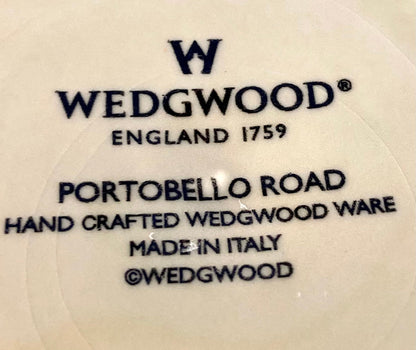 W
WEDGWOOD®
ENGLAND 1759
PORTOBELLO ROAD
HAND CRAFTED WEDGWOOD WARE
MADE IN ITALY
©WEDGWOOD